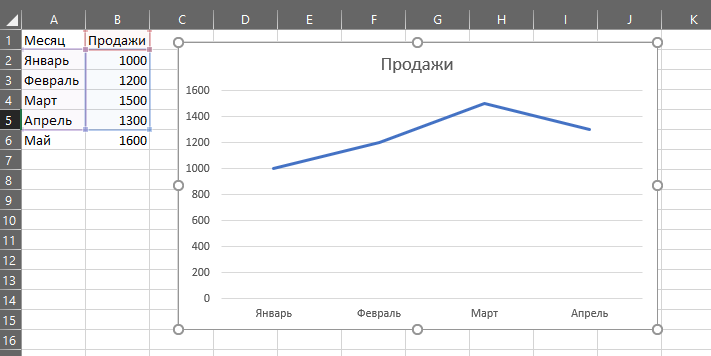 A B C D E F G H I J K
1 Месяц Продажи
2 Январь 1000
3 Февраль 1200
4 Март 1500
5 Апрель 1300
6 Май 1600
7
8
9
10
11
12
13
14
15
16
Продажи
1600
1400
1200
1000
800
600
400
200
0
Январь Февраль Март Апрель